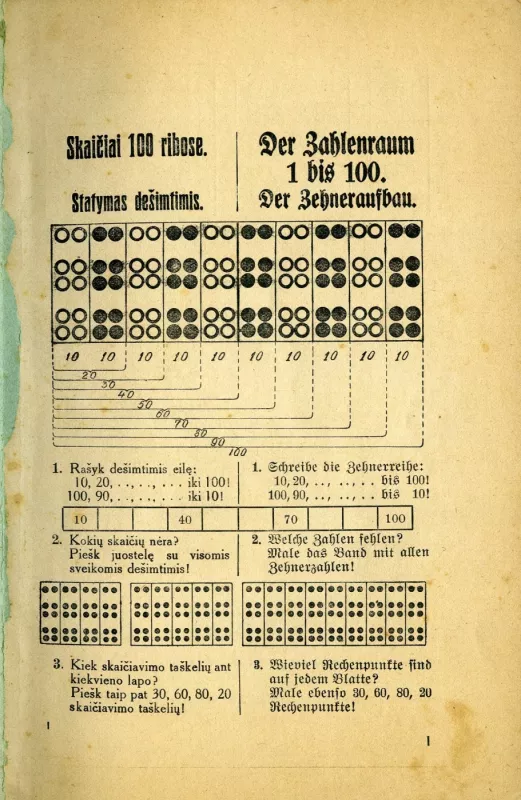 Skaičiai 100 ribose.
Statymas dešimtimis.
Der Zahlenraum
1 bis 100.
Der Zehneraufbau.
10 10 10 10 10 10 10 10 10 10
20
30
40
50
60
70
80
90
100
1. Rašyk dešimtimis eilę:
10, 20, . ., . ., . . . iki 100!
100, 90, . ., . ., . . . iki 10!
1. Schreibe die Zehnerreihe:
10, 20, . ., . ., . . bis 100!
100, 90, . ., . ., . . bis 10!
10 40 70 100
2. Kokių skaičių nėra?
Piešk juostelę su visomis
sveikomis dešimtimis!
2. Welche Zahlen fehlen?
Male das Band mit allen
Zehnerzahlen!
3. Kiek skaičiavimo taškelių ant
kiekvieno lapo?
Piešk taip pat 30, 60, 80, 20
skaičiavimo taškelių!
3. Wieviel Rechenpunkte sind
auf jedem Blatte?
Male ebenso 30, 60, 80, 20
Rechenpunkte!
1
1